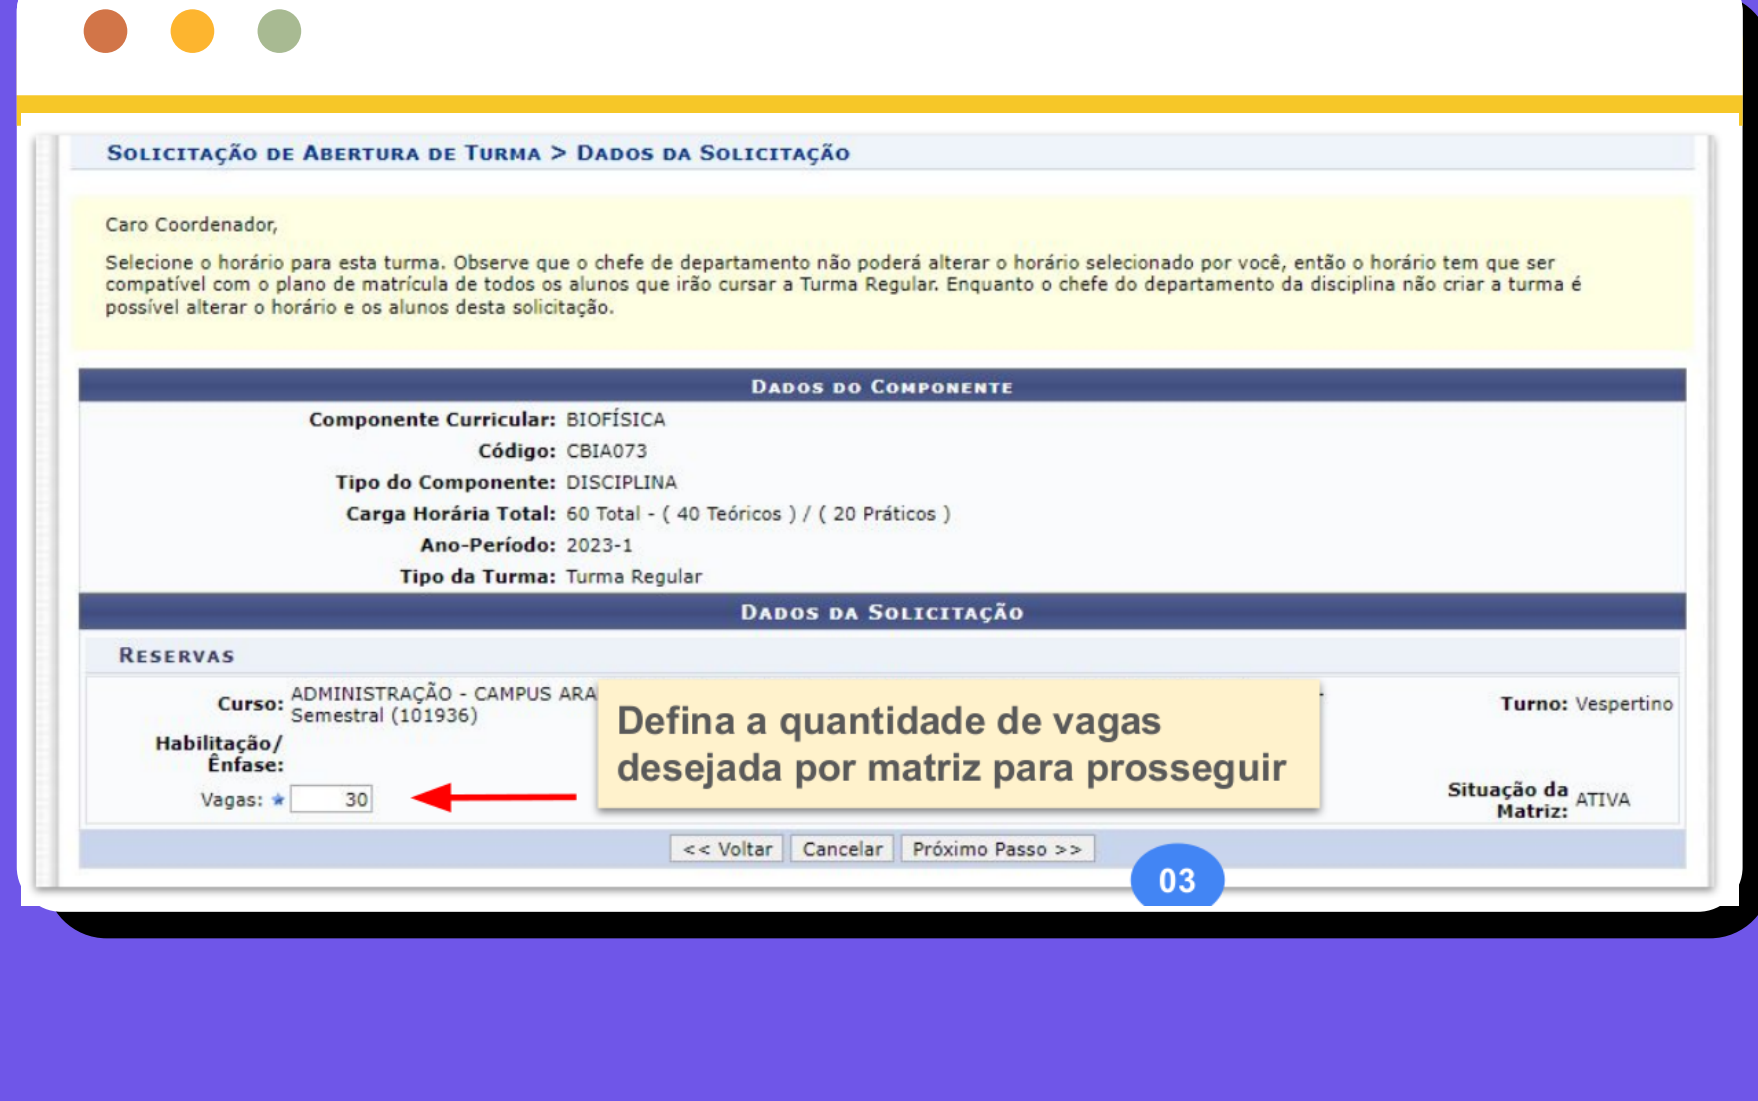 Solicitação de Abertura de Turma > Dados da Solicitação
Caro Coordenador,
Selecione o horário para esta turma. Observe que o chefe de departamento não poderá alterar o horário selecionado por você, então o horário tem que ser
compatível com o plano de matrícula de todos os alunos que irão cursar a Turma Regular. Enquanto o chefe do departamento da disciplina não criar a turma é
possível alterar o horário e os alunos desta solicitação.
Dados do Componente
Componente Curricular: BIOFÍSICA
Código: CBIA073
Tipo do Componente: DISCIPLINA
Carga Horária Total: 60 Total - ( 40 Teóricos ) / ( 20 Práticos )
Ano-Período: 2023-1
Tipo da Turma: Turma Regular
Dados da Solicitação
Reservas
Curso: ADMINISTRAÇÃO - CAMPUS ARA
Semestral (101936)
Turno: Vespertino
Habilitação/
Ênfase:
Defina a quantidade de vagas
desejada por matriz para prosseguir
Vagas: 30
Situação da
Matriz: ATIVA
<< Voltar Cancelar Próximo Passo >>
03